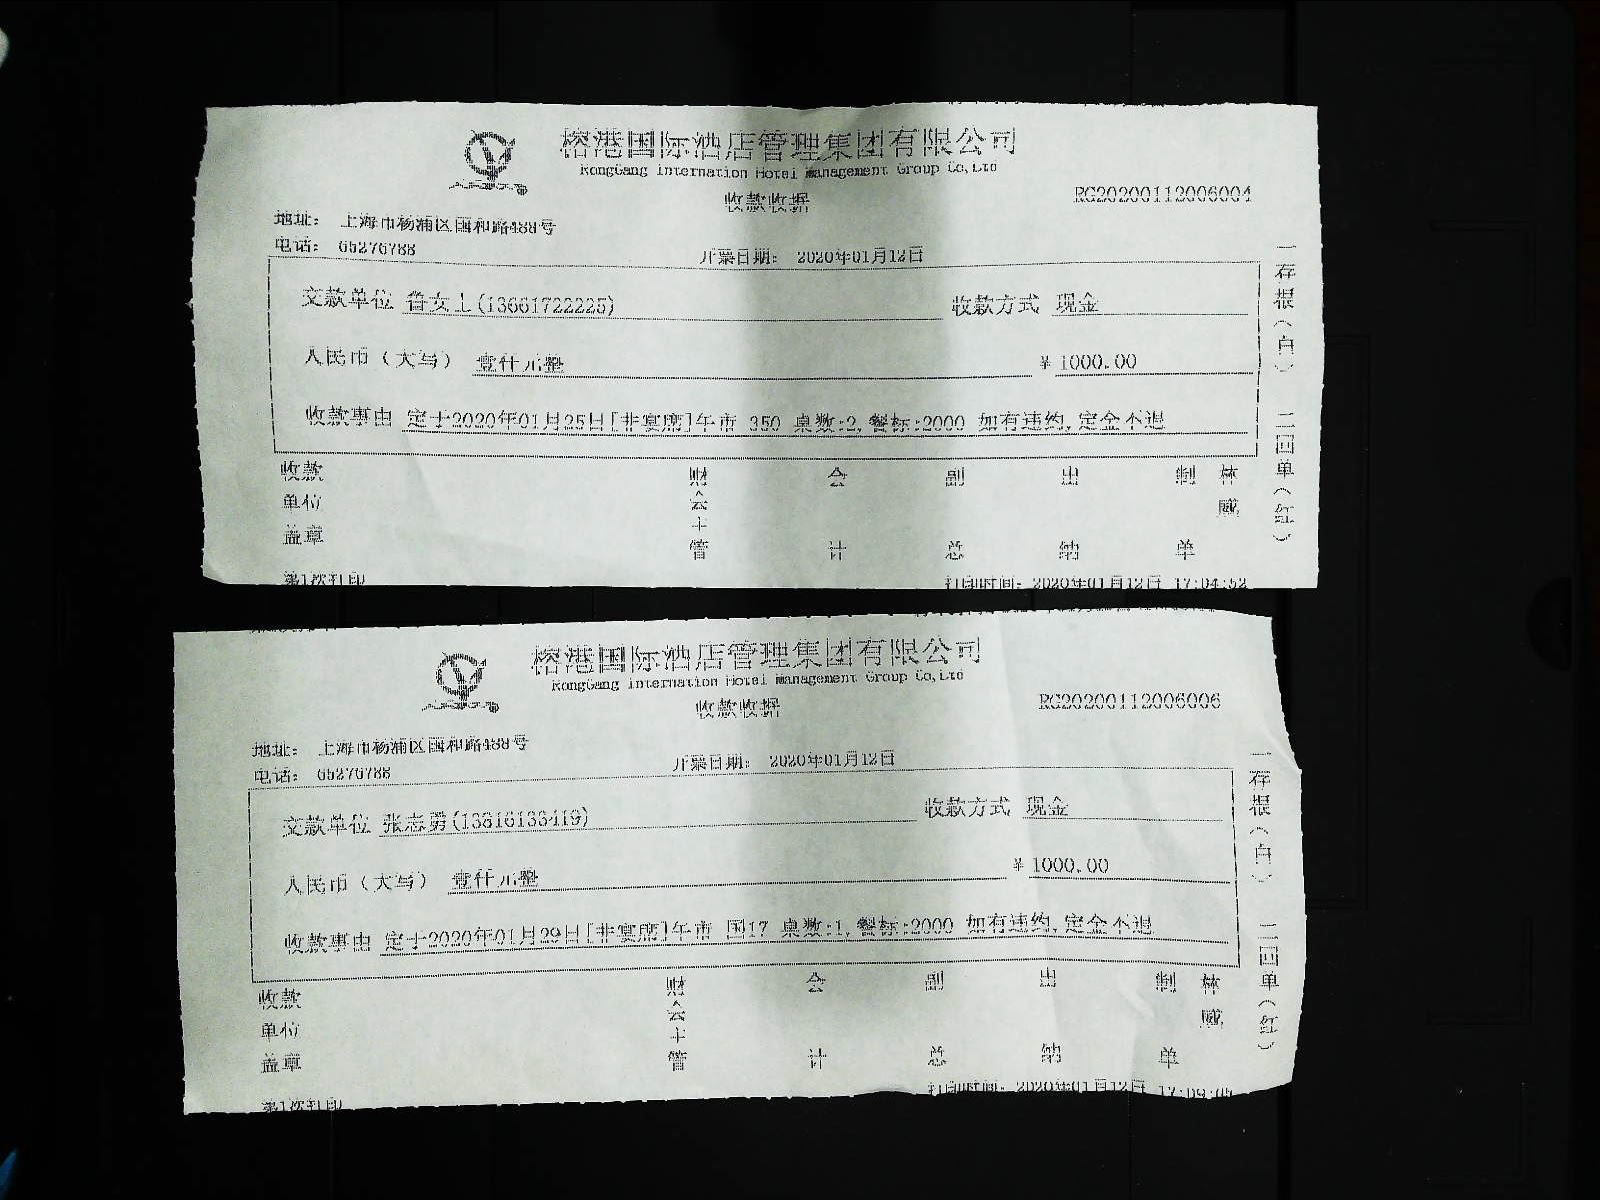 榕港国际酒店管理集团有限公司
RongGang International Hotel Management Group Co,Ltd
收款收据
RG20200112006004
地址： 上海市杨浦区国和路488号
电话： 65276788
开票日期： 2020年01月12日
交款单位 鲁女士(13661722225) 收款方式 现金
人民币（大写） 壹仟元整 ¥ 1000.00
收款事由 定于2020年01月25日[非宴席]午市 350 桌数:2,餐标:2000 如有违约,定金不退
收款单位盖章 财会主管 会计 副总 出纳 制单 林威
一存根（白） 二回单（红）
第1次打印 打印时间：2020年01月12日 17:04:52
榕港国际酒店管理集团有限公司
RongGang International Hotel Management Group Co,Ltd
收款收据
RG20200112006006
地址： 上海市杨浦区国和路488号
电话： 65276788
开票日期： 2020年01月12日
交款单位 张志勇(13816133419) 收款方式 现金
人民币（大写） 壹仟元整 ¥ 1000.00
收款事由 定于2020年01月29日[非宴席]午市 国17 桌数:1,餐标:2000 如有违约,定金不退
收款单位盖章 财会主管 会计 副总 出纳 制单 林威
一存根（白） 二回单（红）
第1次打印 打印时间：2020年01月12日